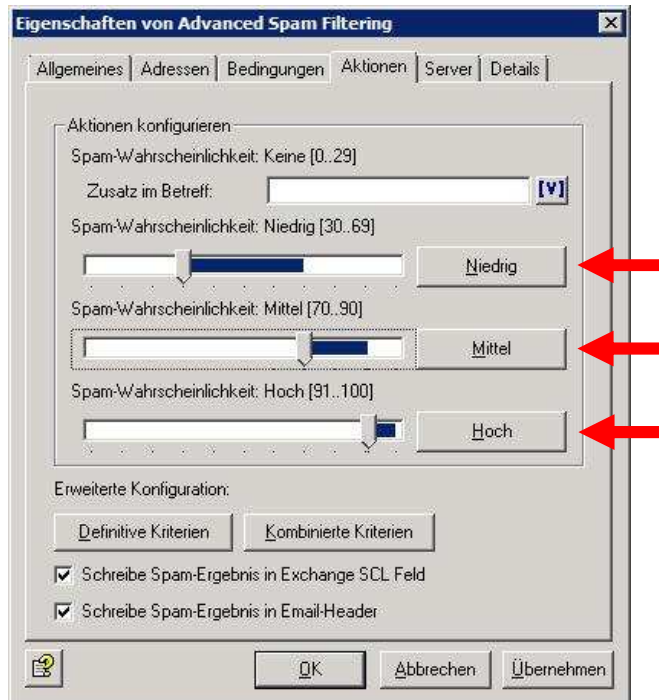 Eigenschaften von Advanced Spam Filtering
Allgemeines Adressen Bedingungen Aktionen Server Details
Aktionen konfigurieren
Spam-Wahrscheinlichkeit: Keine [0..29]
Zusatz im Betreff: [V]
Spam-Wahrscheinlichkeit: Niedrig [30..69]
Niedrig
Spam-Wahrscheinlichkeit: Mittel [70..90]
Mittel
Spam-Wahrscheinlichkeit: Hoch [91..100]
Hoch
Erweiterte Konfiguration:
Definitive Kriterien Kombinierte Kriterien
Schreibe Spam-Ergebnis in Exchange SCL Feld
Schreibe Spam-Ergebnis in Email-Header
OK Abbrechen Übernehmen